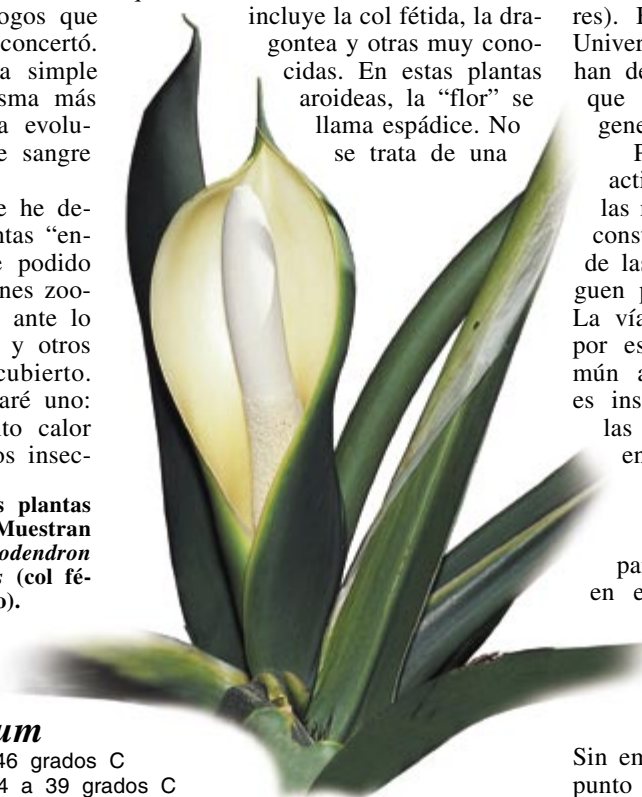 ogos que
concertó.
a simple
sma más
a evolu-
e sangre
e he de-
ntas “en-
e podido
nes zoo-
ante lo
y otros
cubierto.
aré uno:
to calor
os insec-
s plantas
Muestran
odendron
s (col fé-
o).
um
46 grados C
4 a 39 grados C
incluye la col fétida, la dra-
gontea y otras muy cono-
cidas. En estas plantas
aroideas, la “flor” se
llama espádice. No
se trata de una
res). E
Univer
han de
que
gene
acti
las
const
de las
guen p
La vía
por es
mún a
es ins
las
en
pa
en e
Sin em
punto